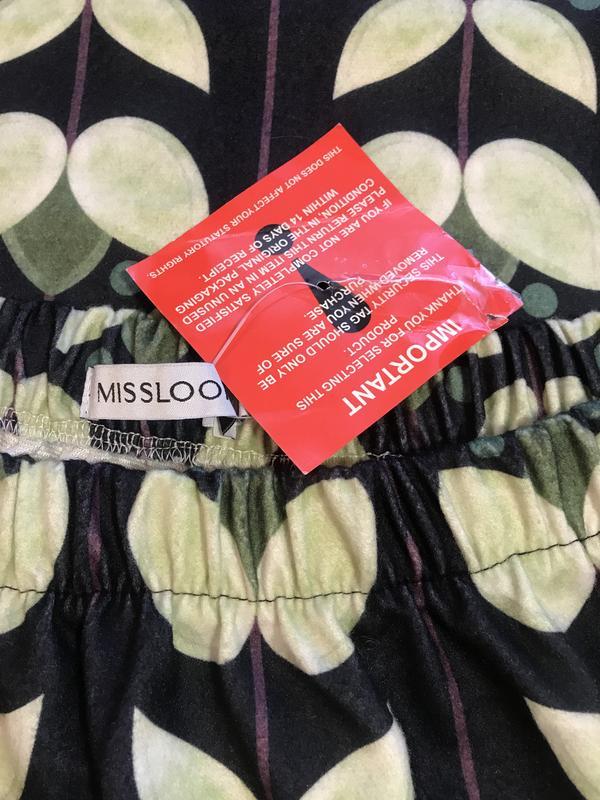 IMPORTANT
THANK YOU FOR SELECTING THIS
PRODUCT.
THIS SECURITY TAG SHOULD ONLY BE
REMOVED WHEN YOU ARE SURE OF
PURCHASE.
IF YOU ARE NOT COMPLETELY SATISFIED
PLEASE RETURN THIS ITEM IN AN UNUSED
CONDITION, IN THE ORIGINAL PACKAGING
WITHIN 14 DAYS OF RECEIPT.
THIS DOES NOT AFFECT YOUR STATUTORY RIGHTS.
MISSLOO